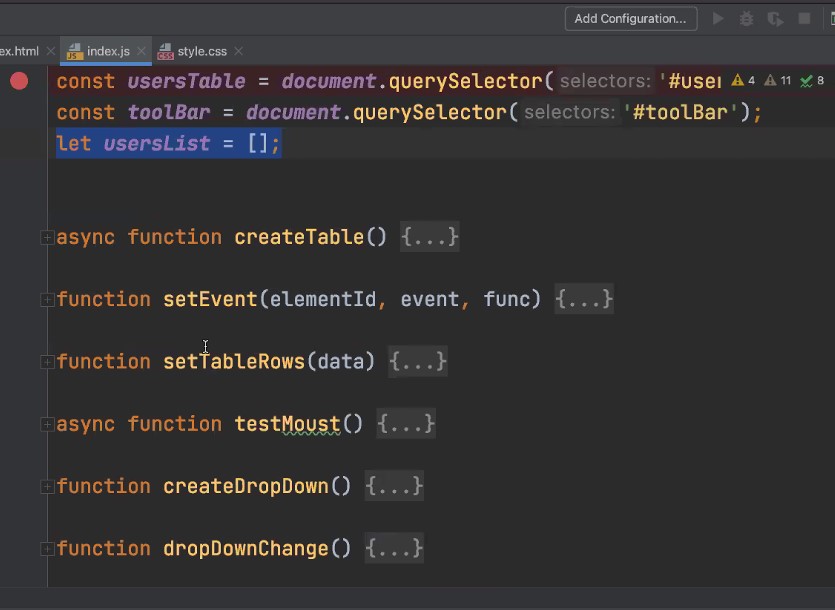 Add Configuration...
ex.html index.js style.css
const usersTable = document.querySelector( selectors: '#user 4 11 8
const toolBar = document.querySelector( selectors: '#toolBar');
let usersList = [];
async function createTable() {...}
function setEvent(elementId, event, func) {...}
function setTableRows(data) {...}
async function testMoust() {...}
function createDropDown() {...}
function dropDownChange() {...}